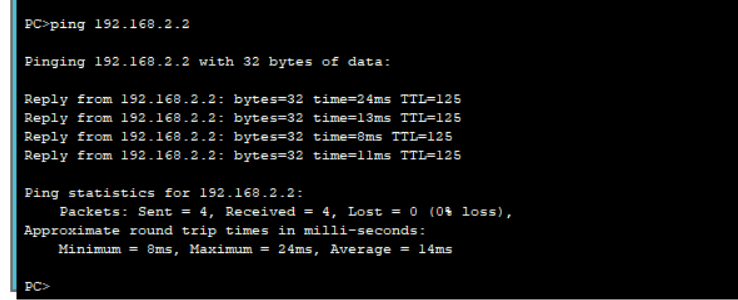 PC>ping 192.168.2.2
Pinging 192.168.2.2 with 32 bytes of data:
Reply from 192.168.2.2: bytes=32 time=24ms TTL=125
Reply from 192.168.2.2: bytes=32 time=13ms TTL=125
Reply from 192.168.2.2: bytes=32 time=8ms TTL=125
Reply from 192.168.2.2: bytes=32 time=11ms TTL=125
Ping statistics for 192.168.2.2:
Packets: Sent = 4, Received = 4, Lost = 0 (0% loss),
Approximate round trip times in milli-seconds:
Minimum = 8ms, Maximum = 24ms, Average = 14ms
PC>